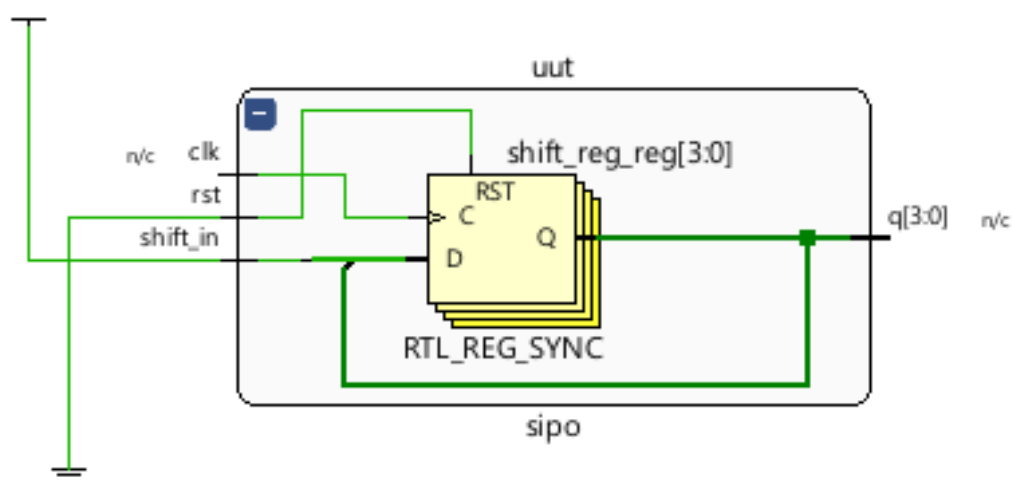 uut
n/c clk
rst
shift_in
shift_reg_reg[3:0]
RST
C
Q
D
q[3:0] n/c
RTL_REG_SYNC
sipo